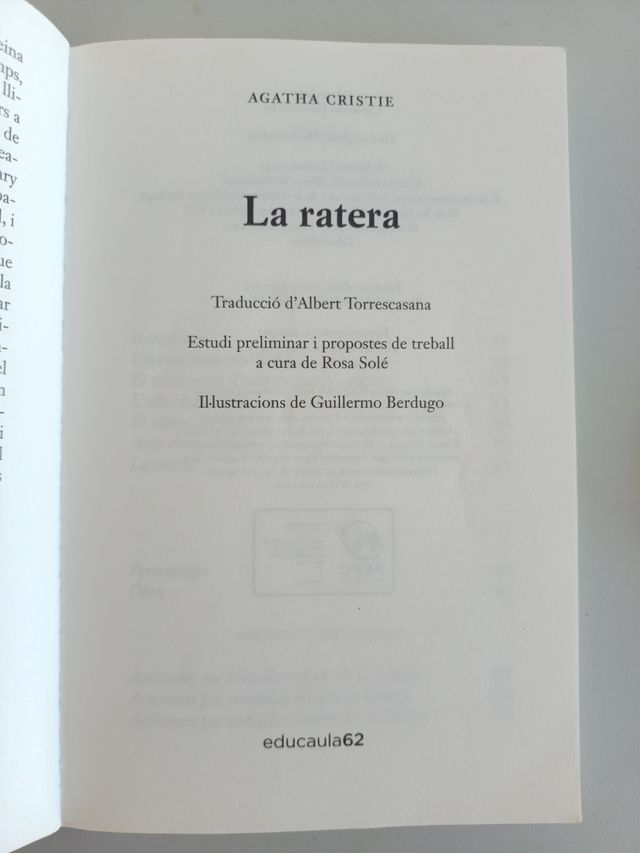 AGATHA CRISTIE
La ratera
Traducció d'Albert Torrescasana
Estudi preliminar i propostes de treball
a cura de Rosa Solé
Il·lustracions de Guillermo Berdugo
educaula62